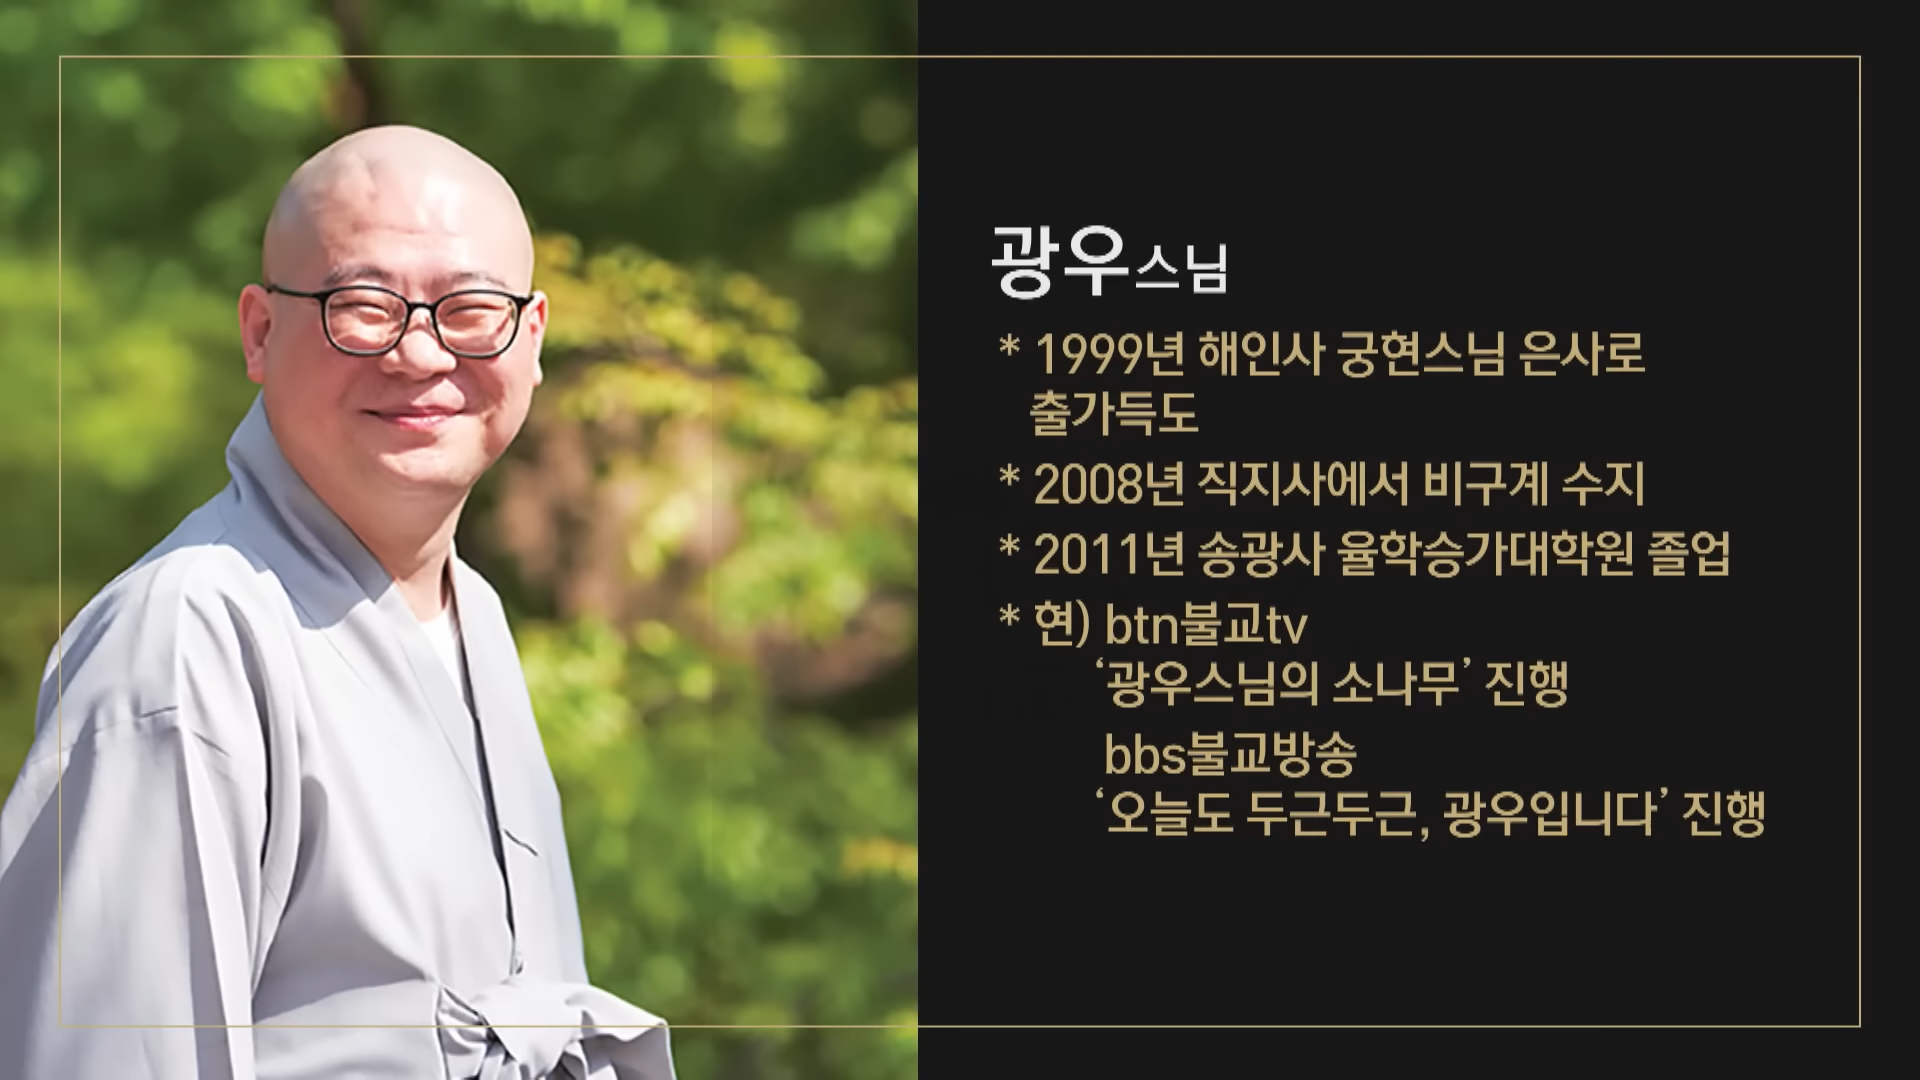 광우스님
* 1999년 해인사 궁현스님 은사로
출가득도
* 2008년 직지사에서 비구계 수지
* 2011년 송광사 율학승가대학원 졸업
* 현) btn불교tv
‘광우스님의 소나무’ 진행
bbs불교방송
‘오늘도 두근두근, 광우입니다’ 진행